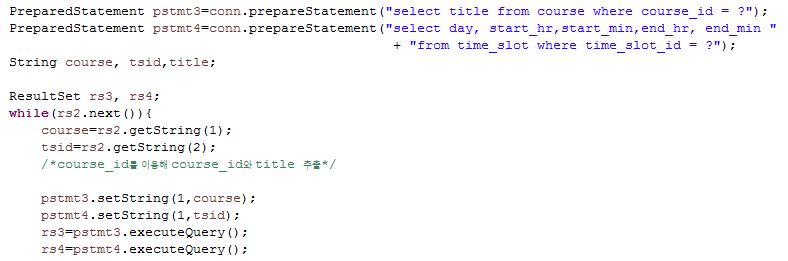 PreparedStatement pstmt3=conn.prepareStatement("select title from course where course_id = ?");
PreparedStatement pstmt4=conn.prepareStatement("select day, start_hr,start_min,end_hr, end_min "
+ "from time_slot where time_slot_id = ?");
String course, tsid,title;
ResultSet rs3, rs4;
while(rs2.next()){
course=rs2.getString(1);
tsid=rs2.getString(2);
/*course_id를 이용해 course_id와 title 추출*/
pstmt3.setString(1,course);
pstmt4.setString(1,tsid);
rs3=pstmt3.executeQuery();
rs4=pstmt4.executeQuery();